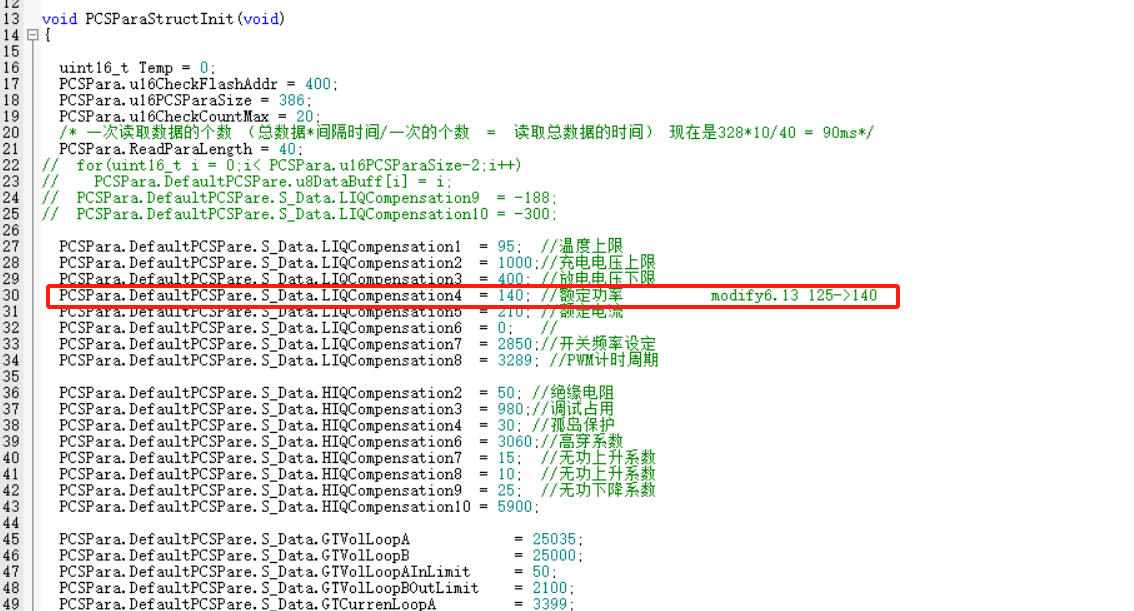 12
13 void PCSParaStructInit(void)
14 {
15
16 uint16_t Temp = 0;
17 PCSPara.u16CheckFlashAddr = 400;
18 PCSPara.u16PCSParaSize = 386;
19 PCSPara.u16CheckCountMax = 20;
20 /* 一次读取数据的个数 （总数据*间隔时间/一次的个数 = 读取总数据的时间） 现在是328*10/40 = 90ms*/
21 PCSPara.ReadParaLength = 40;
22 // for(uint16_t i = 0;i< PCSPara.u16PCSParaSize-2;i++)
23 // PCSPara.DefaultPCSPare.u8DataBuff[i] = i;
24 // PCSPara.DefaultPCSPare.S_Data.LIQCompensation9 = -188;
25 // PCSPara.DefaultPCSPare.S_Data.LIQCompensation10 = -300;
26
27 PCSPara.DefaultPCSPare.S_Data.LIQCompensation1 = 95; //温度上限
28 PCSPara.DefaultPCSPare.S_Data.LIQCompensation2 = 1000;//充电电压上限
29 PCSPara.DefaultPCSPare.S_Data.LIQCompensation3 = 400; //放电电压下限
30 PCSPara.DefaultPCSPare.S_Data.LIQCompensation4 = 140; //额定功率 modify6.13 125->140
31 PCSPara.DefaultPCSPare.S_Data.LIQCompensation5 = 210; //额定电流
32 PCSPara.DefaultPCSPare.S_Data.LIQCompensation6 = 0; //
33 PCSPara.DefaultPCSPare.S_Data.LIQCompensation7 = 2850;//开关频率设定
34 PCSPara.DefaultPCSPare.S_Data.LIQCompensation8 = 3289; //PWM计时周期
35
36 PCSPara.DefaultPCSPare.S_Data.HIQCompensation2 = 50; //绝缘电阻
37 PCSPara.DefaultPCSPare.S_Data.HIQCompensation3 = 980;//调试占用
38 PCSPara.DefaultPCSPare.S_Data.HIQCompensation4 = 30; //孤岛保护
39 PCSPara.DefaultPCSPare.S_Data.HIQCompensation6 = 3060;//高穿系数
40 PCSPara.DefaultPCSPare.S_Data.HIQCompensation7 = 15; //无功上升系数
41 PCSPara.DefaultPCSPare.S_Data.HIQCompensation8 = 10; //无功上升系数
42 PCSPara.DefaultPCSPare.S_Data.HIQCompensation9 = 25; //无功下降系数
43 PCSPara.DefaultPCSPare.S_Data.HIQCompensation10 = 5900;
44
45 PCSPara.DefaultPCSPare.S_Data.GTVolLoopA = 25035;
46 PCSPara.DefaultPCSPare.S_Data.GTVolLoopB = 25000;
47 PCSPara.DefaultPCSPare.S_Data.GTVolLoopAInLimit = 50;
48 PCSPara.DefaultPCSPare.S_Data.GTVolLoopBOutLimit = 2100;
49 PCSPara.DefaultPCSPare.S_Data.GTCurrenLoopA = 3399;